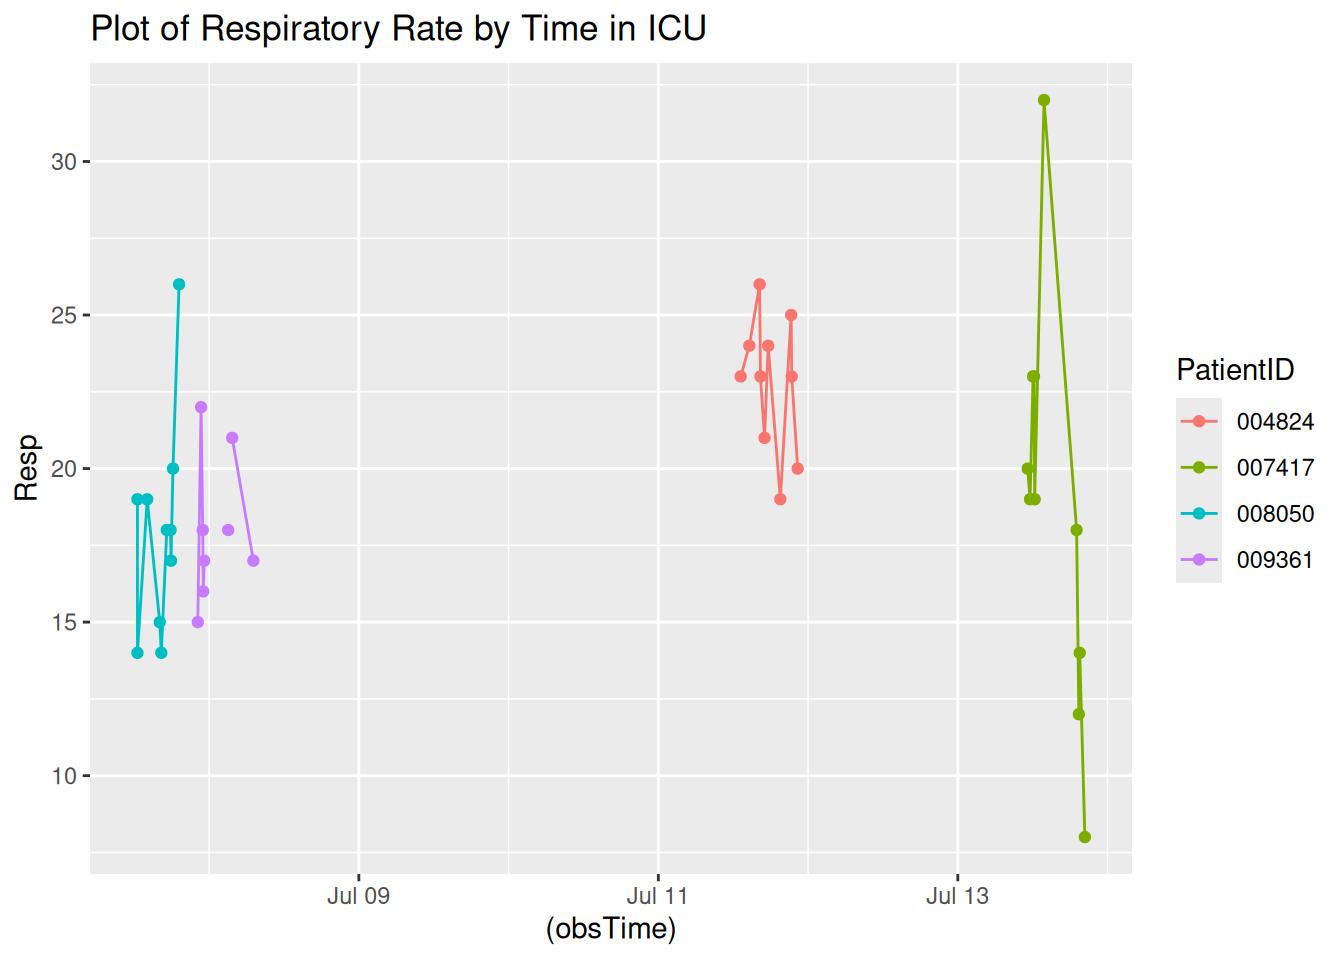 Plot of Respiratory Rate by Time in ICU
30
25
20
15
10
Resp
Jul 09
Jul 11
Jul 13
(obsTime)
PatientID
004824
007417
008050
009361